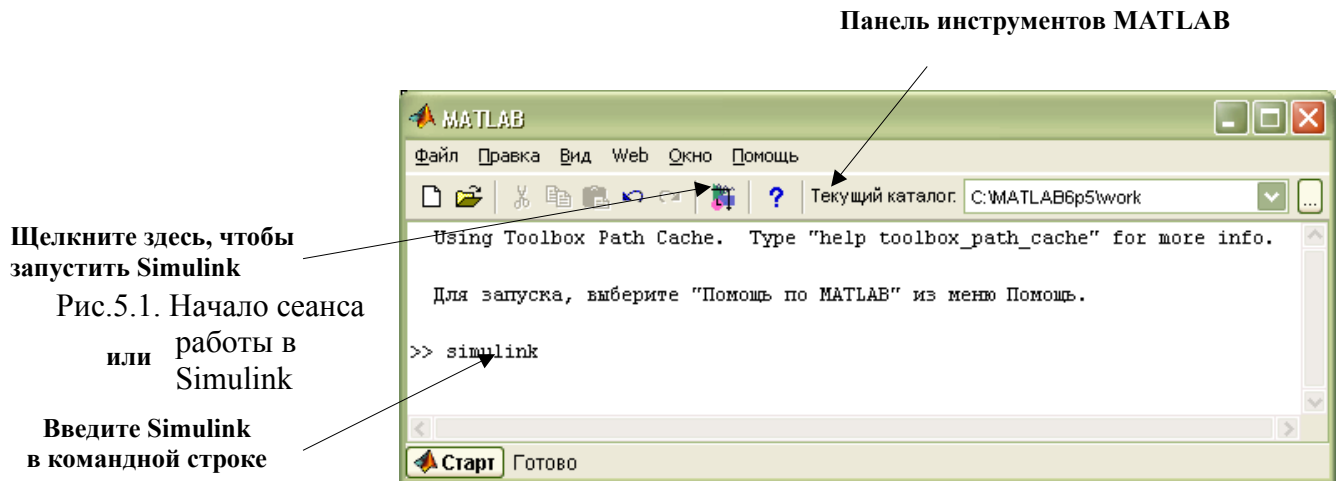 Панель инструментов MATLAB
MATLAB
Файл Правка Вид Web Окно Помощь
? Текущий каталог: C:\MATLAB6p5\work ...
Using Toolbox Path Cache. Type "help toolbox_path_cache" for more info.
Щелкните здесь, чтобы
запустить Simulink
Для запуска, выберите "Помощь по MATLAB" из меню Помощь.
Рис.5.1. Начало сеанса
работы в
или
Simulink
>> simulink
Введите Simulink
в командной строке
Старт Готово